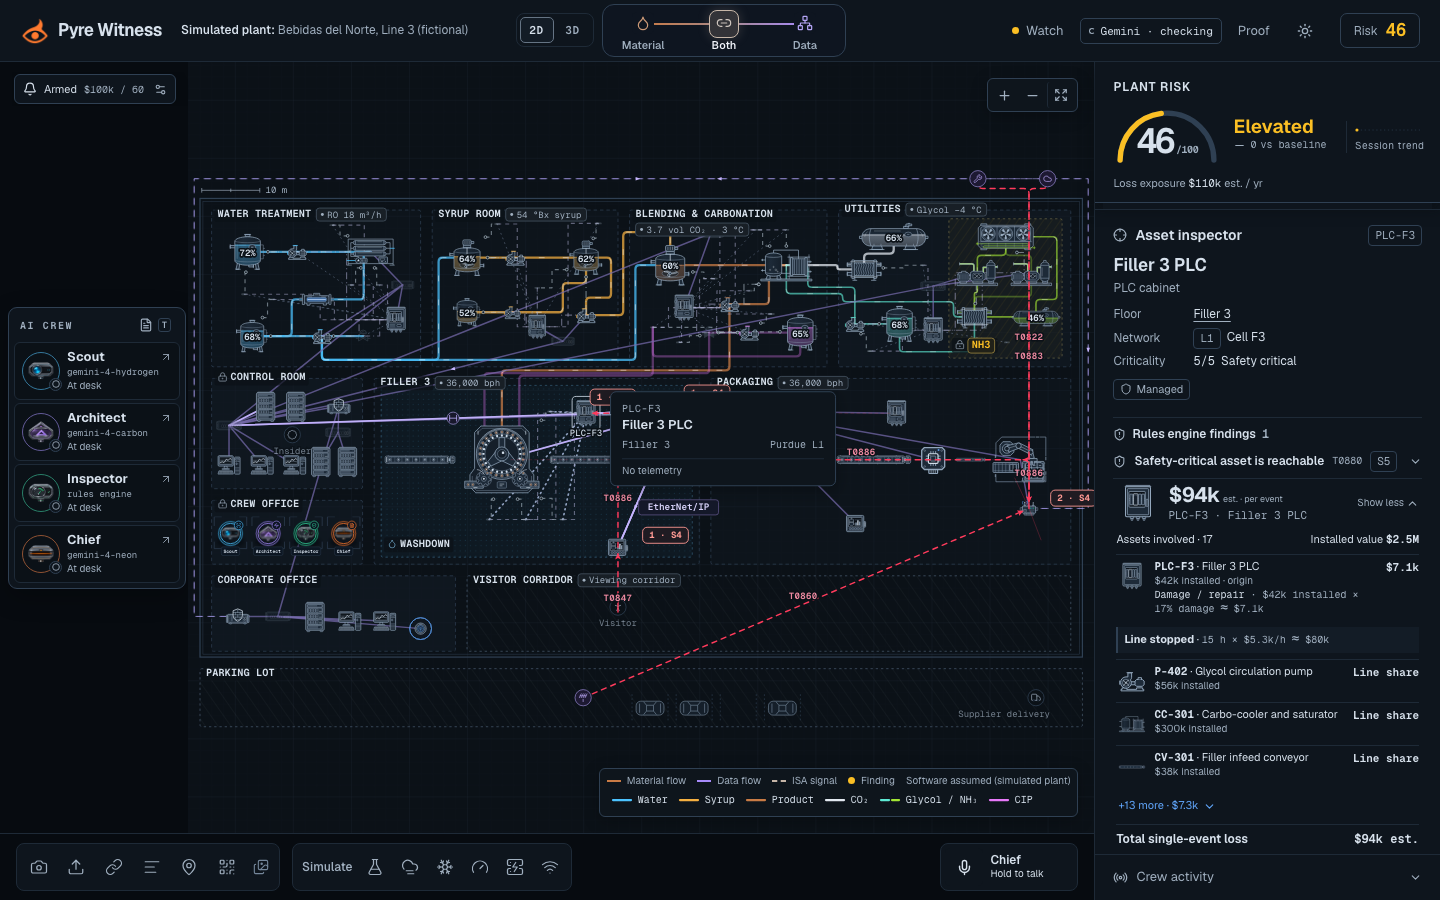 Pyre Witness
Simulated plant: Bebidas del Norte, Line 3 (fictional)
2D 3D
Material Both Data
Watch
Gemini · checking
Proof
Risk 46
Armed $100k / 60
AI CREW T
Scout
gemini-4-hydrogen
At desk
Architect
gemini-4-carbon
At desk
Inspector
rules engine
At desk
Chief
gemini-4-neon
At desk
10 m
WATER TREATMENT • RO 18 m³/h
SYRUP ROOM • 54 °Bx syrup
BLENDING & CARBONATION
• 3.7 vol CO₂ · 3 °C
UTILITIES • Glycol -4 °C
72%
64%
62%
60%
66%
52%
68%
65%
68%
46%
NH3
T0822
T0883
CONTROL ROOM
FILLER 3 • 36,000 bph
PACKAGING • 36,000 bph
Insider
PLC-F3
PLC-F3
Filler 3 PLC
Filler 3 Purdue L1
No telemetry
T0886
T0886
T0886
2 · S4
EtherNet/IP
1 · S4
CREW OFFICE
Scout Architect Inspector Chief
WASHDOWN
CORPORATE OFFICE
VISITOR CORRIDOR • Viewing corridor
T0847
Visitor
T0860
PARKING LOT
Supplier delivery
Material flow Data flow ISA signal Finding Software assumed (simulated plant)
Water Syrup Product CO₂ Glycol / NH₃ CIP
Simulate
Chief
Hold to talk
PLANT RISK
46 /100
Elevated
— 0 vs baseline
Session trend
Loss exposure $110k est. / yr
Asset inspector PLC-F3
Filler 3 PLC
PLC cabinet
Floor Filler 3
Network L1 Cell F3
Criticality 5/5 Safety critical
Managed
Rules engine findings 1
Safety-critical asset is reachable T0880 S5
$94k est. · per event
Show less
PLC-F3 · Filler 3 PLC
Assets involved · 17 Installed value $2.5M
PLC-F3 · Filler 3 PLC $7.1k
$42k installed · origin
Damage / repair · $42k installed ×
17% damage ≈ $7.1k
Line stopped · 15 h × $5.3k/h ≈ $80k
P-402 · Glycol circulation pump Line share
$56k installed
CC-301 · Carbo-cooler and saturator Line share
$300k installed
CV-301 · Filler infeed conveyor Line share
$38k installed
+13 more · $7.3k
Total single-event loss $94k est.
Crew activity